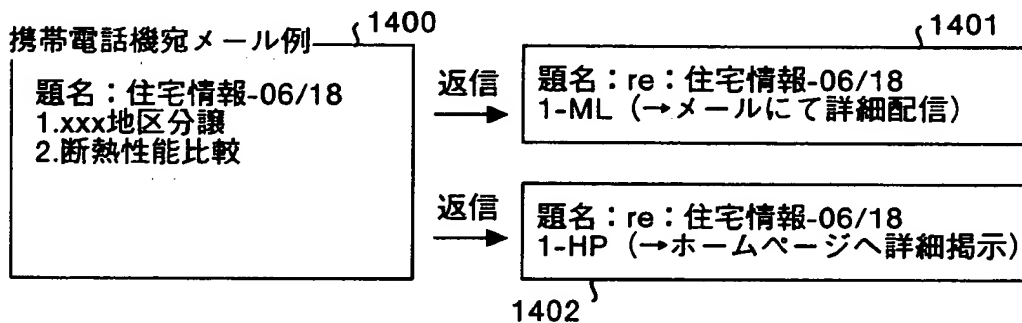 携帯電話機宛メール例
1400
題名：住宅情報-06/18
1.xxx地区分譲
2.断熱性能比較
返信
1401
題名：re：住宅情報-06/18
1-ML（→メールにて詳細配信）
返信
題名：re：住宅情報-06/18
1-HP（→ホームページへ詳細掲示）
1402